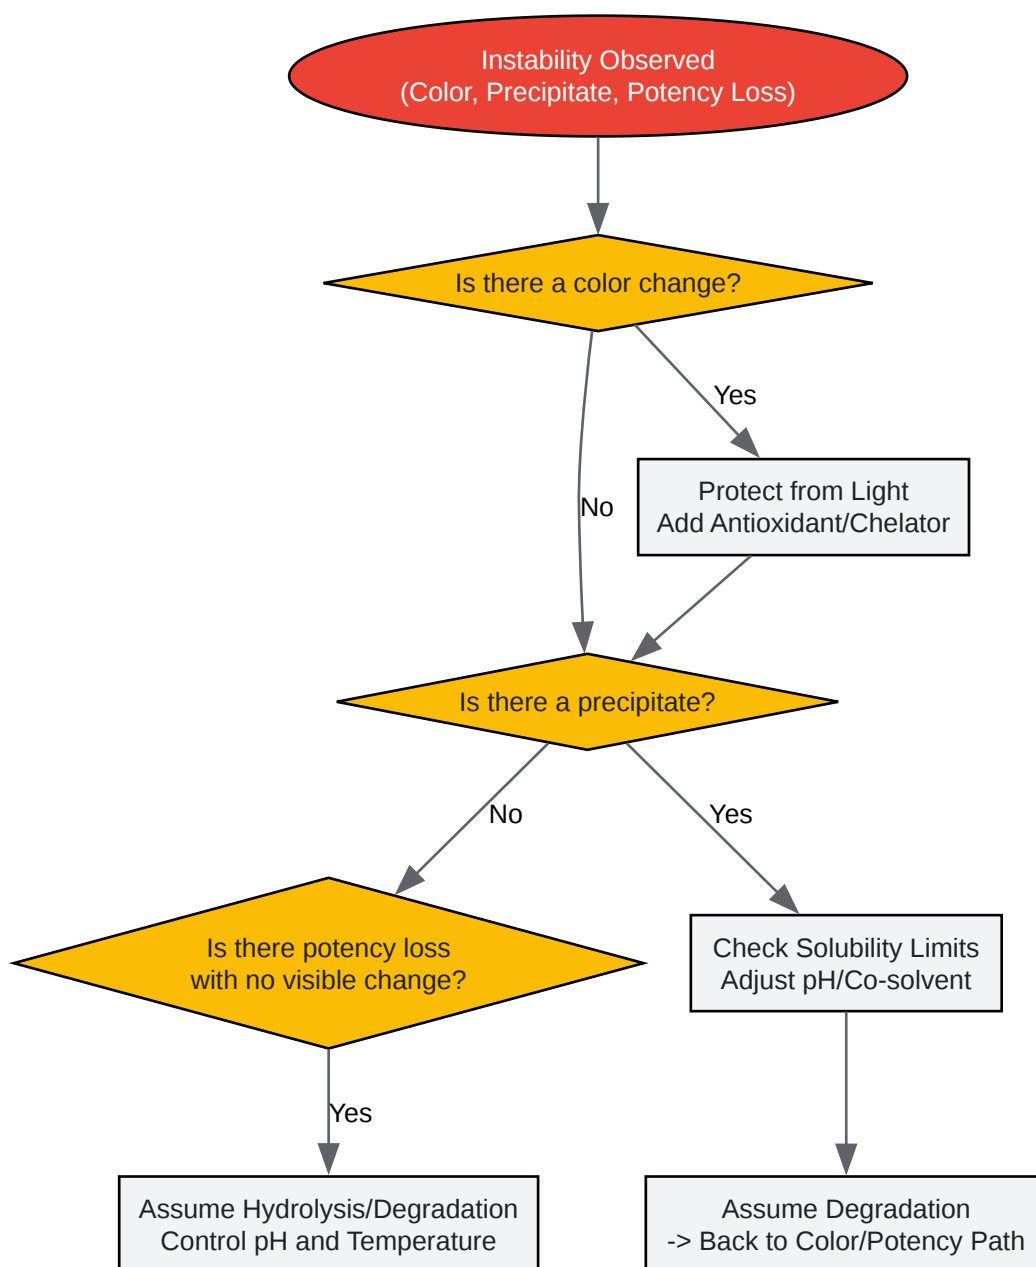 Instability Observed
(Color, Precipitate, Potency Loss)
Is there a color change?
Yes
Protect from Light
Add Antioxidant/Chelator
No
Is there a precipitate?
No
Yes
Is there potency loss
with no visible change?
Check Solubility Limits
Adjust pH/Co-solvent
Yes
Assume Hydrolysis/Degradation
Control pH and Temperature
Assume Degradation
-> Back to Color/Potency Path